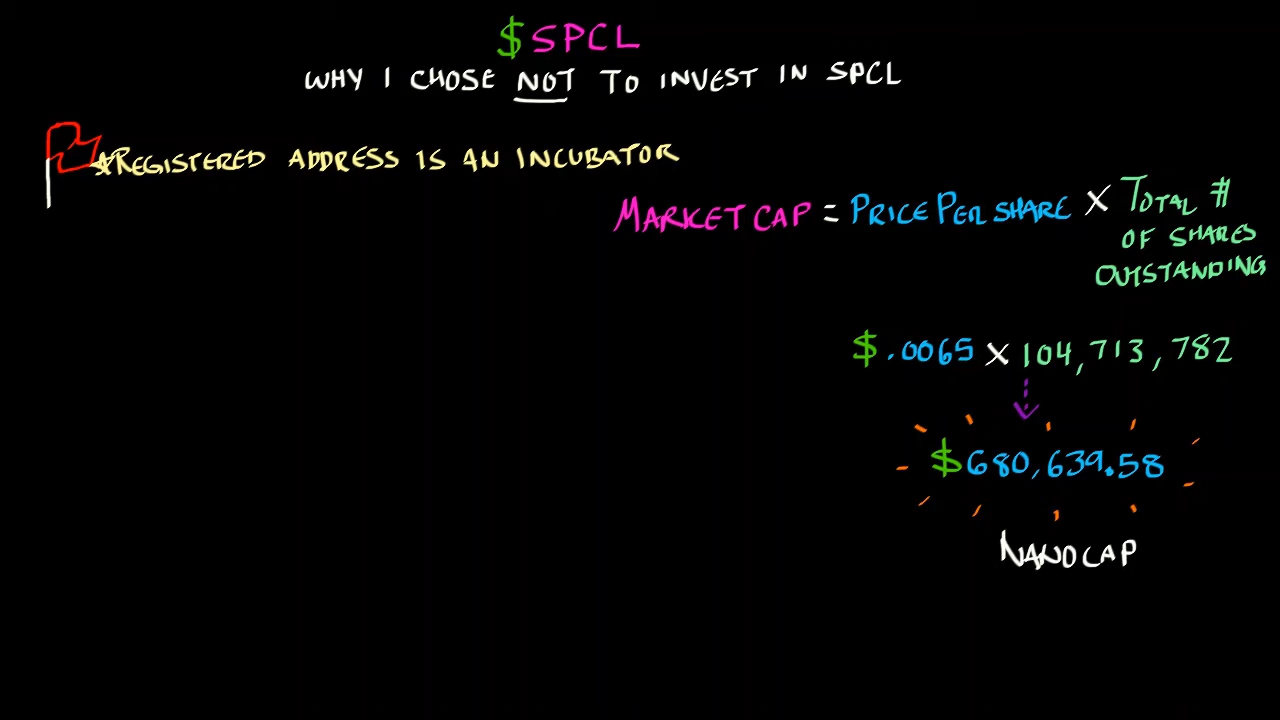 $SPCL
WHY I CHOSE NOT TO INVEST IN SPCL
*REGISTERED ADDRESS IS AN INCUBATOR
MARKET CAP = PRICE PER SHARE X TOTAL #
OF SHARES
OUTSTANDING
$.0065 X 104,713,782
$680,639.58
NANOCAP